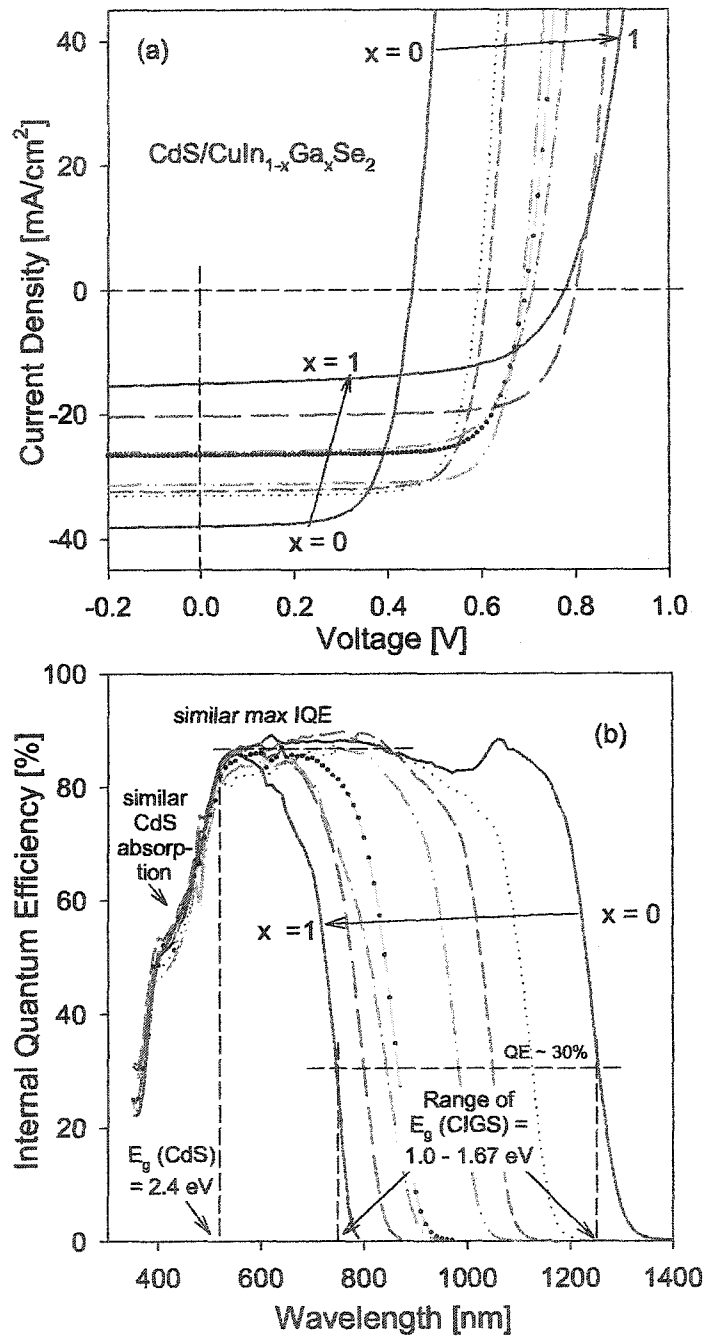 (a)
x = 0
1
CdS/CuIn1-xGaxSe2
x = 1
x = 0
40
20
0
-20
-40
Current Density [mA/cm2]
-0.2
0.0
0.2
0.4
0.6
0.8
1.0
Voltage [V]
(b)
similar max IQE
similar
CdS
absorp-
tion
x =1
x = 0
QE ~ 30%
Range of
Eg (CIGS) =
1.0 - 1.67 eV
Eg (CdS)
= 2.4 eV
100
80
60
40
20
0
Internal Quantum Efficiency [%]
400
600
800
1000
1200
1400
Wavelength [nm]